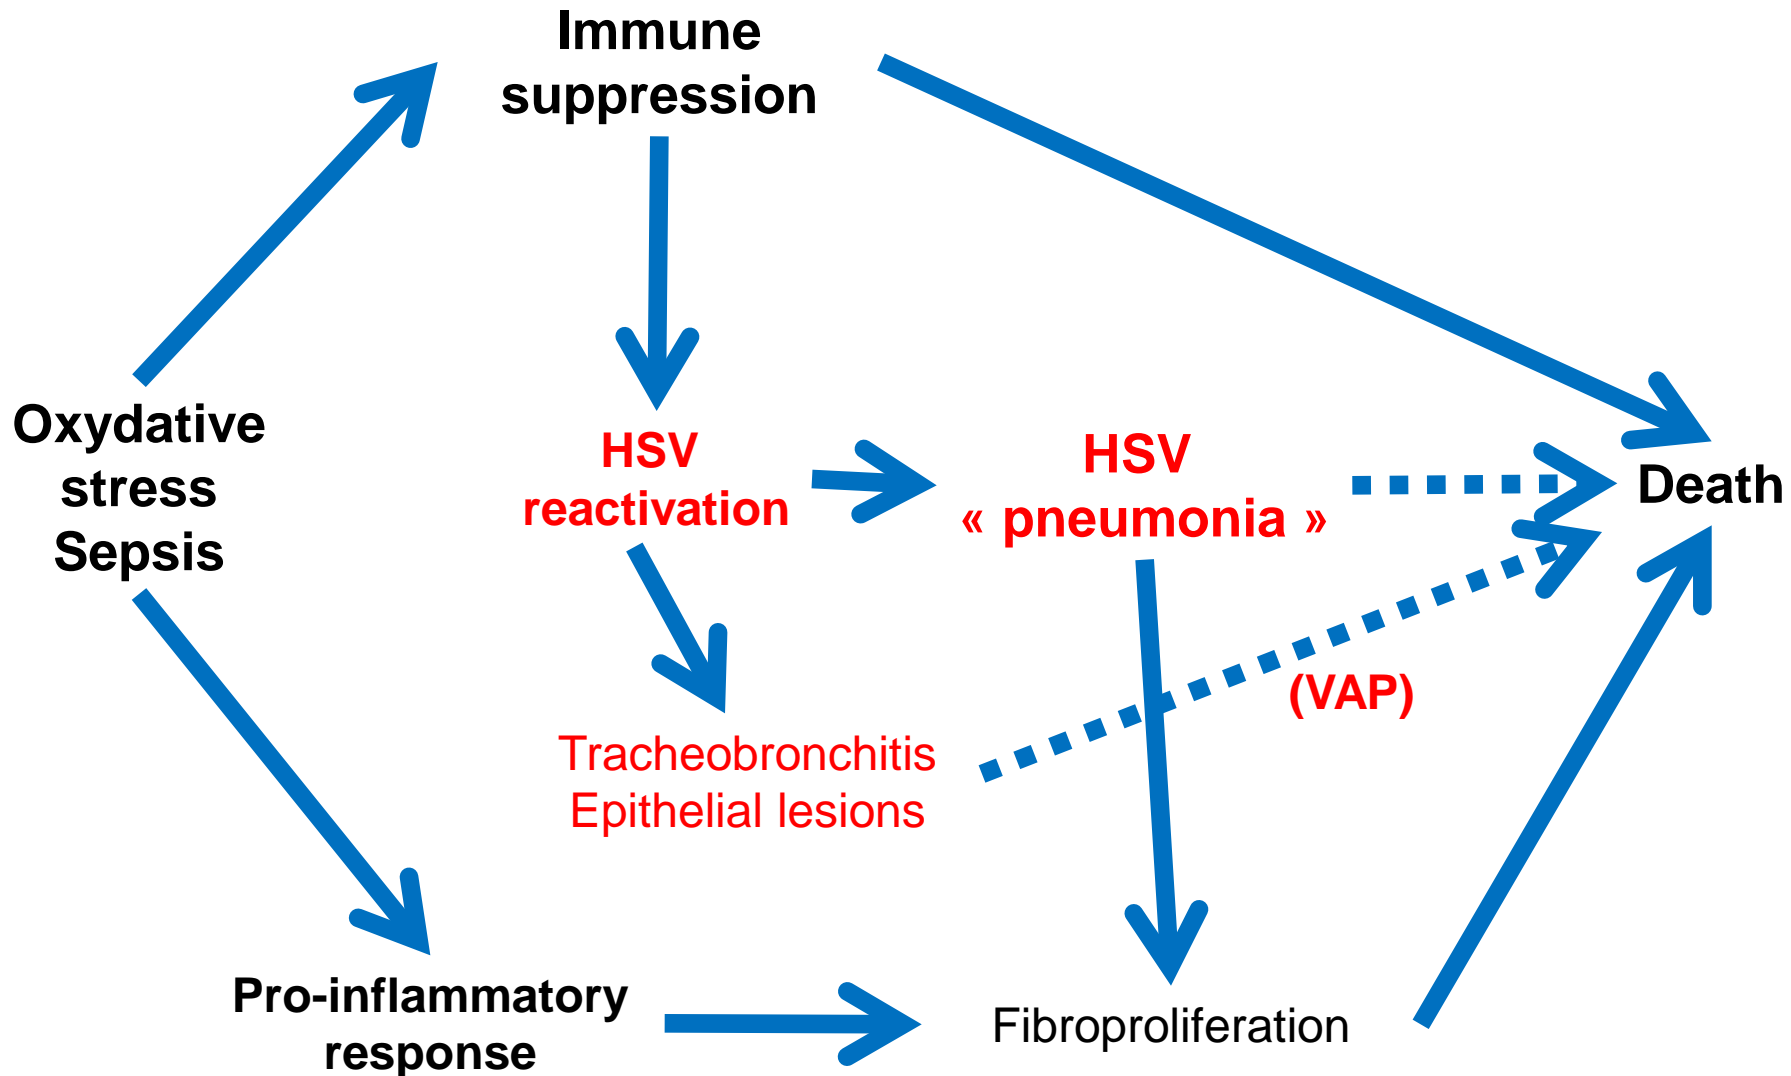 Immune
suppression
Oxydative
stress
Sepsis
HSV
reactivation
HSV
« pneumonia »
Death
(VAP)
Tracheobronchitis
Epithelial lesions
Pro-inflammatory
response
Fibroproliferation